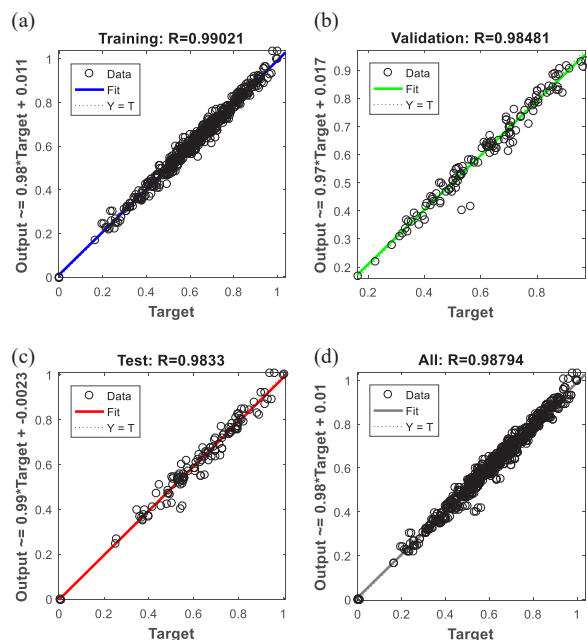 (a)
Training: R=0.99021
Output ~= 0.98*Target + 0.011
1
0.8
0.6
0.4
0.2
0
Data
Fit
Y = T
0 0.2 0.4 0.6 0.8 1
Target
(b)
Validation: R=0.98481
Output ~= 0.97*Target + 0.017
0.9
0.8
0.7
0.6
0.5
0.4
0.3
0.2
Data
Fit
Y = T
0.2 0.4 0.6 0.8
Target
(c)
Test: R=0.9833
Output ~= 0.99*Target + -0.0023
1
0.8
0.6
0.4
0.2
0
Data
Fit
Y = T
0 0.2 0.4 0.6 0.8 1
Target
(d)
All: R=0.98794
Output ~= 0.98*Target + 0.01
1
0.8
0.6
0.4
0.2
0
Data
Fit
Y = T
0 0.2 0.4 0.6 0.8 1
Target